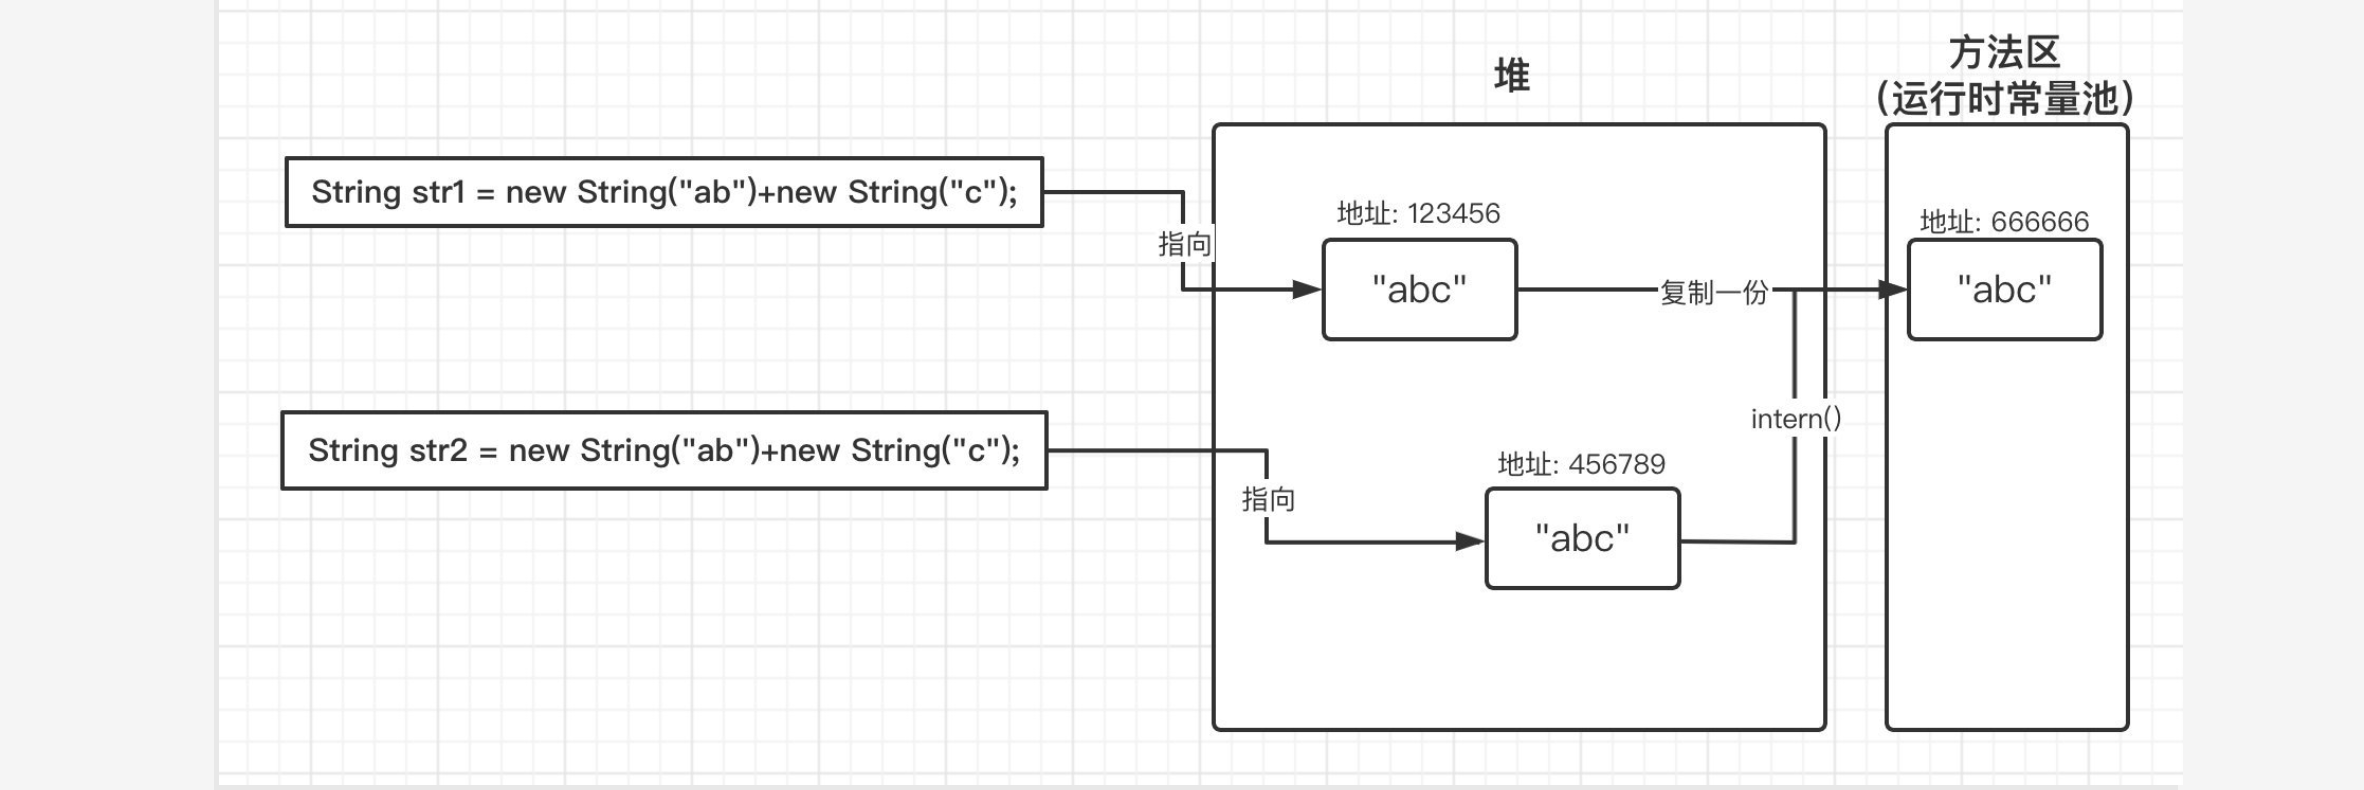 堆
方法区
(运行时常量池)
String str1 = new String("ab")+new String("c");
指向
地址: 123456
"abc"
复制一份
地址: 666666
"abc"
intern()
String str2 = new String("ab")+new String("c");
指向
地址: 456789
"abc"